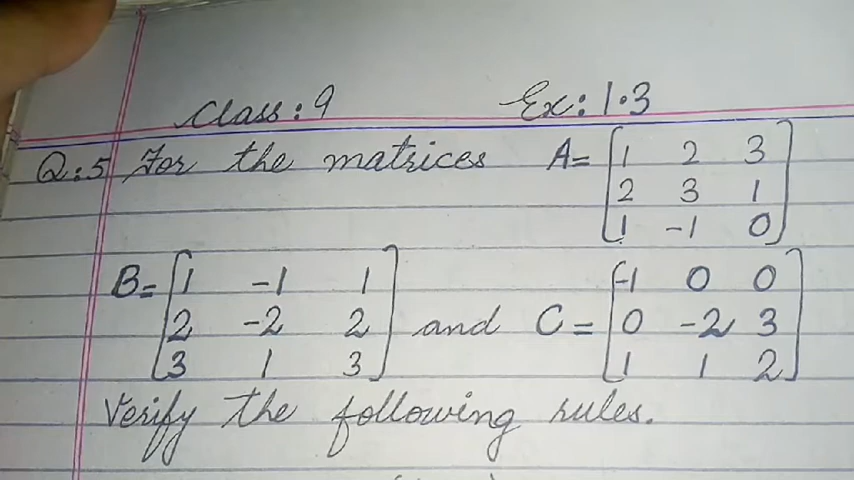 Class: 9 Ex: 1.3
Q:5 For the matrices A= [1 2 3
2 3 1
1 -1 0]
B= [1 -1 1
2 -2 2
3 1 3] and C= [-1 0 0
0 -2 3
1 1 2]
Verify the following rules.